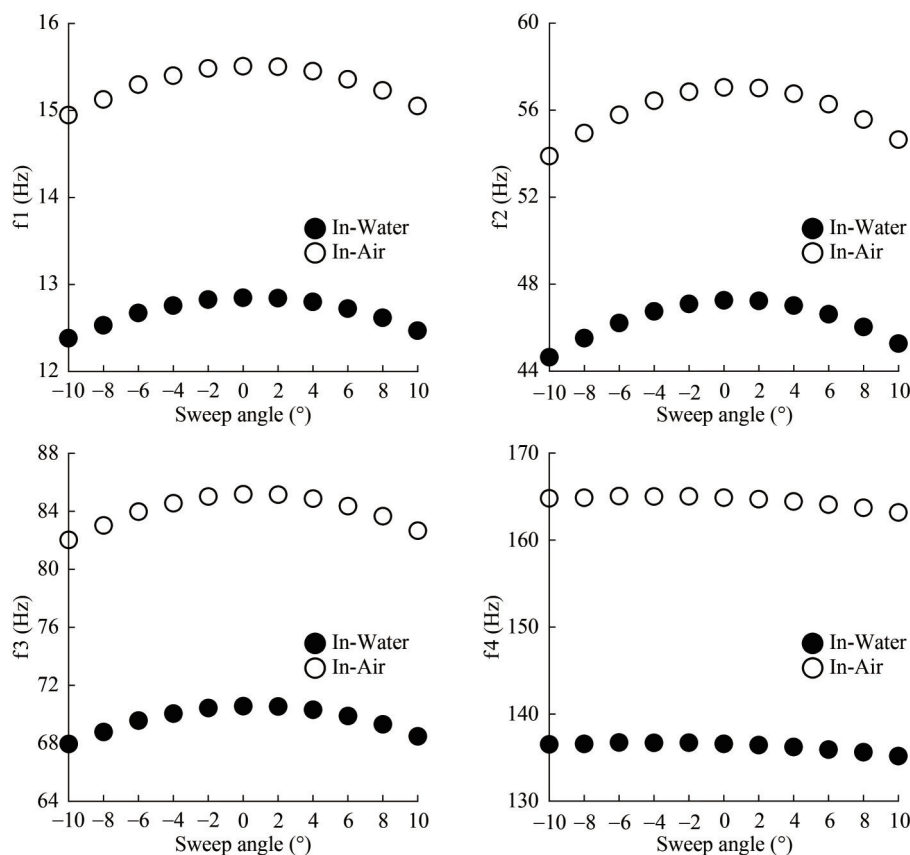 16
15
14
13
12
f1 (Hz)
In-Water
In-Air
−10 −8 −6 −4 −2 0 2 4 6 8 10
Sweep angle (°)
60
56
52
48
44
f2 (Hz)
In-Water
In-Air
−10 −8 −6 −4 −2 0 2 4 6 8 10
Sweep angle (°)
88
84
80
76
72
68
64
f3 (Hz)
In-Water
In-Air
−10 −8 −6 −4 −2 0 2 4 6 8 10
Sweep angle (°)
170
160
150
136
130
f4 (Hz)
In-Water
In-Air
−10 −8 −6 −4 −2 0 2 4 6 8 10
Sweep angle (°)